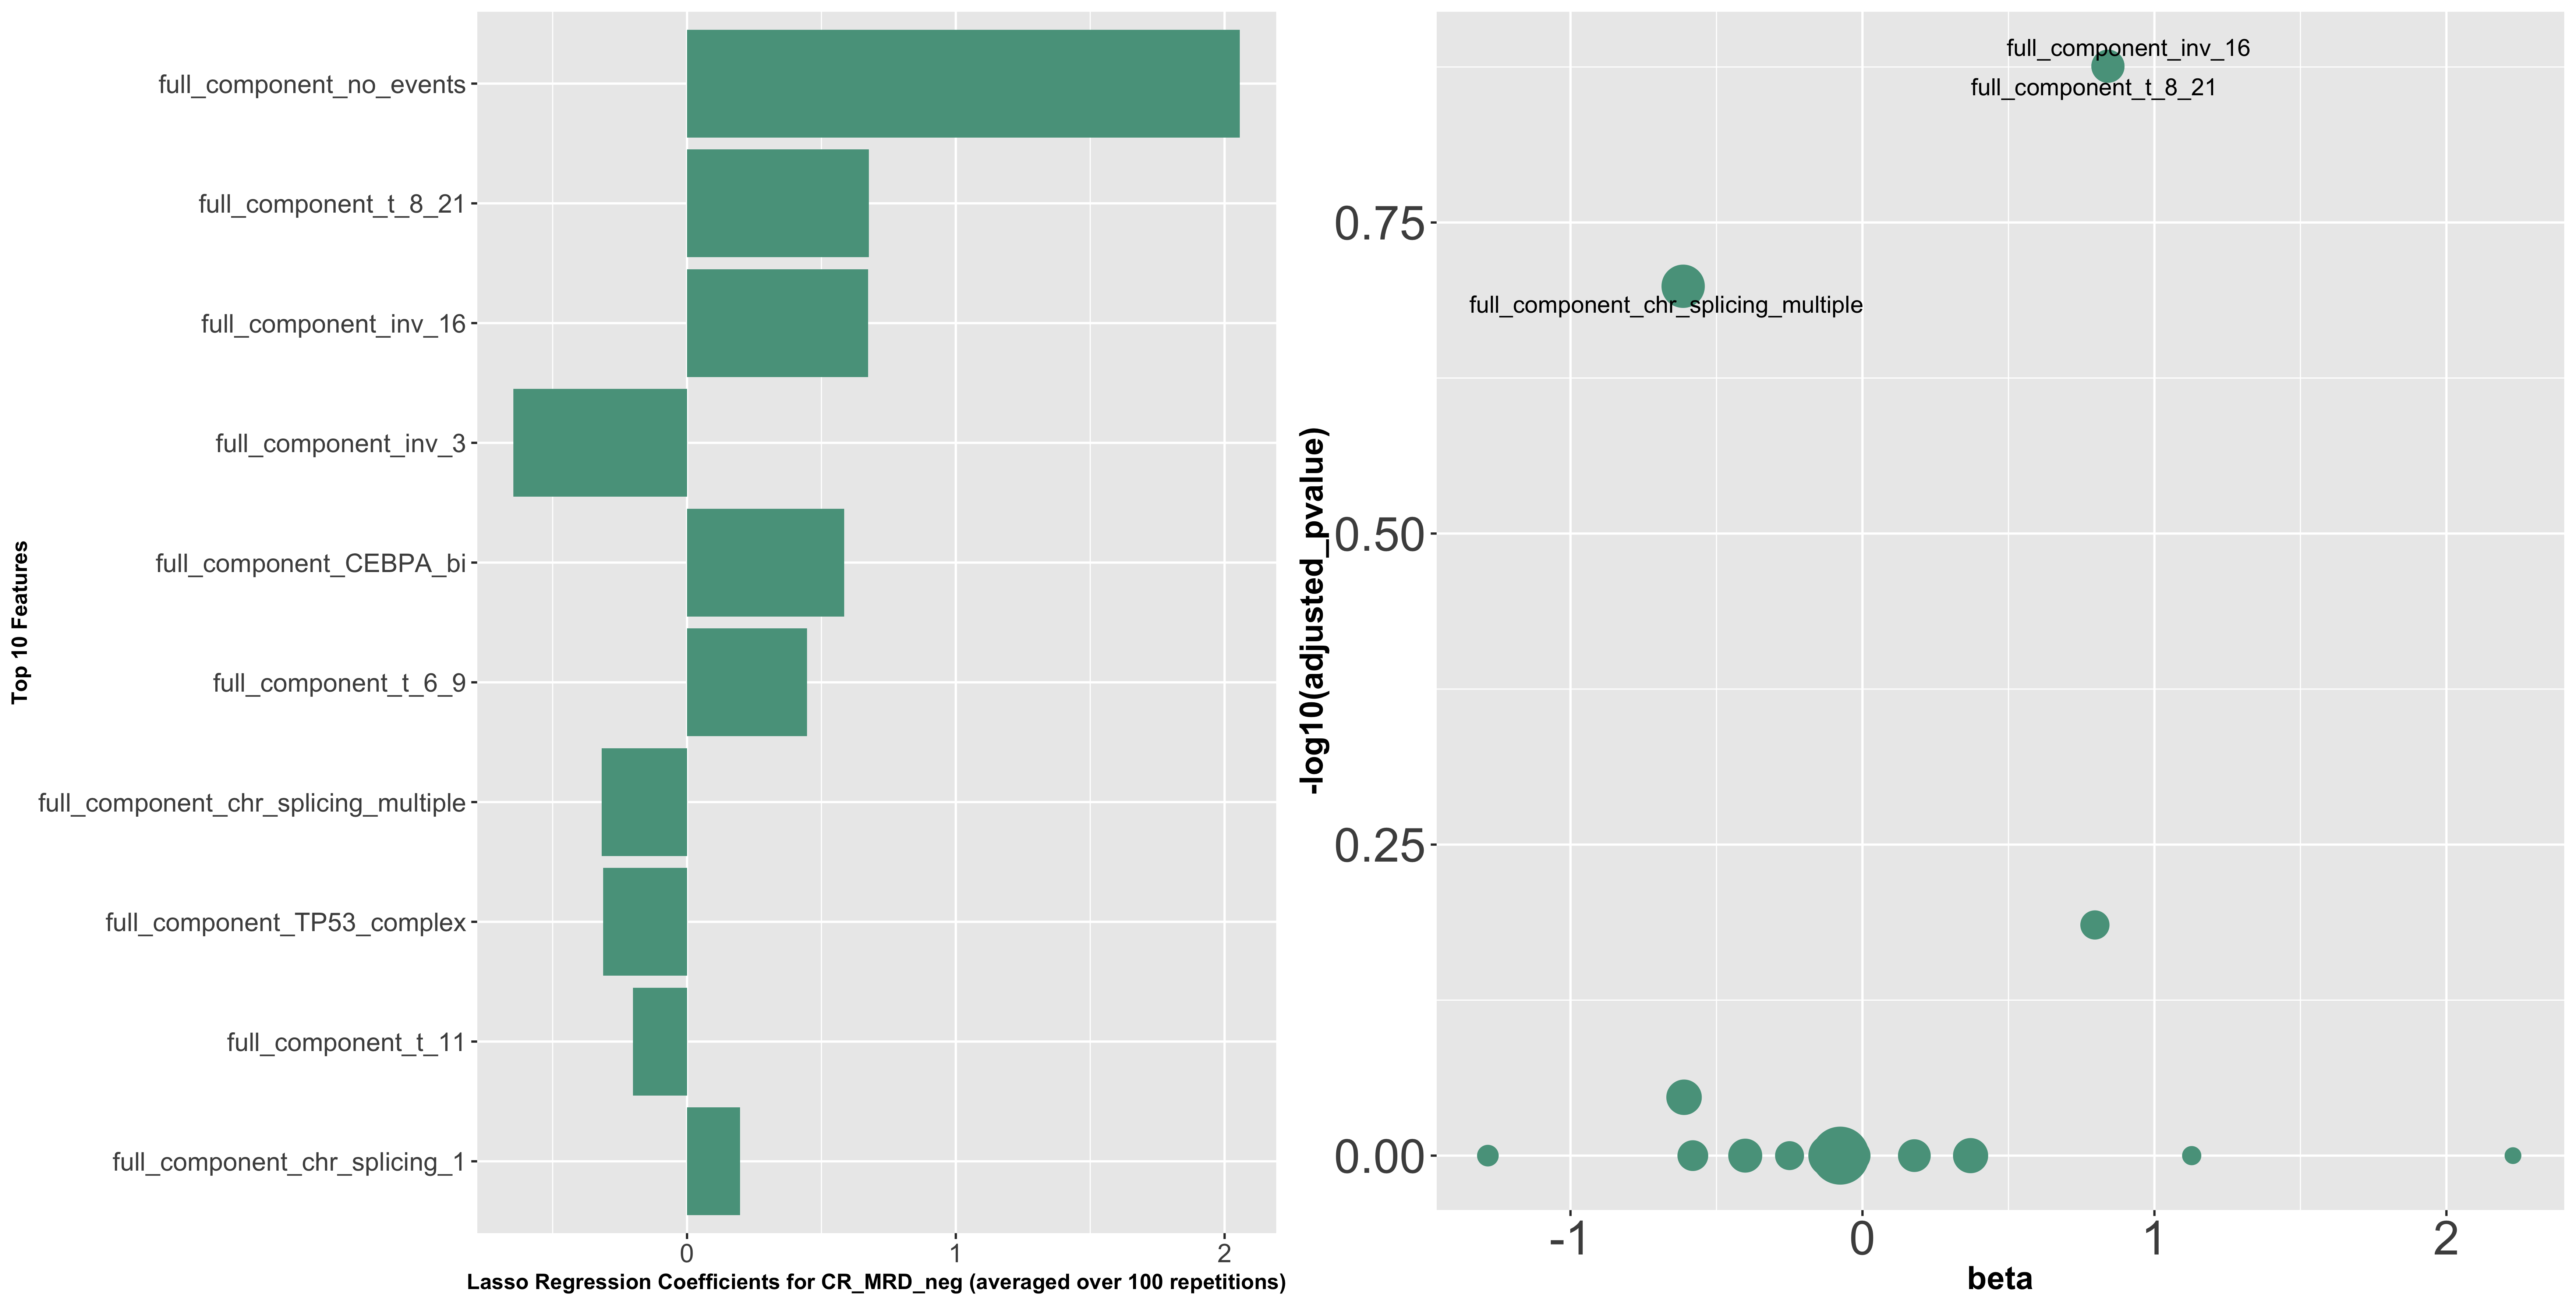 Top 10 Features
full_component_no_events
full_component_t_8_21
full_component_inv_16
full_component_inv_3
full_component_CEBPA_bi
full_component_t_6_9
full_component_chr_splicing_multiple
full_component_TP53_complex
full_component_t_11
full_component_chr_splicing_1
0 1 2
Lasso Regression Coefficients for CR_MRD_neg (averaged over 100 repetitions)
-log10(adjusted_pvalue)
0.75
0.50
0.25
0.00
full_component_inv_16
full_component_t_8_21
full_component_chr_splicing_multiple
-1 0 1 2
beta